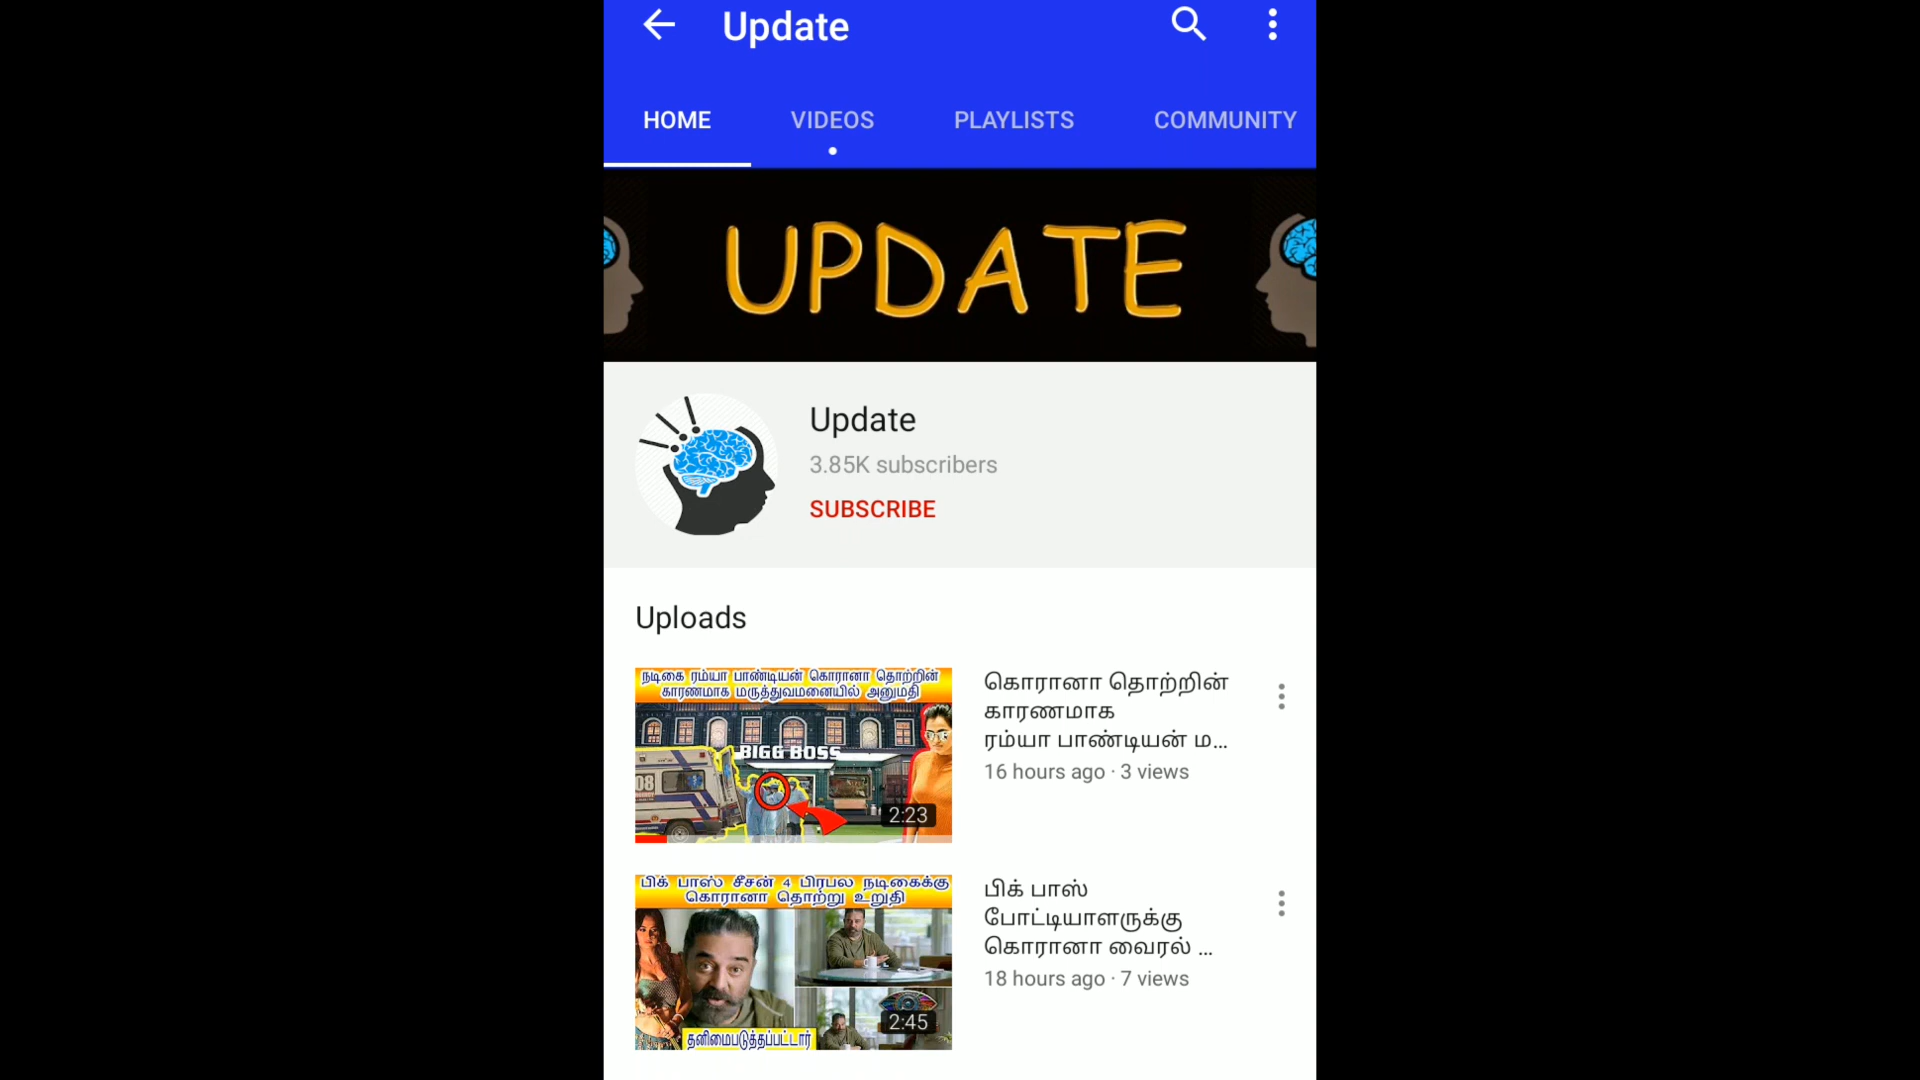 Update
HOME
VIDEOS
PLAYLISTS
COMMUNITY
UPDATE
Update
3.85K subscribers
SUBSCRIBE
Uploads
நடிகை ரம்யா பாண்டியன் கொரானா தொற்றின்
காரணமாக மருத்துவமனையில் அனுமதி
BIGG BOSS
08
2:23
கொரானா தொற்றின்
காரணமாக
ரம்யா பாண்டியன் ம...
16 hours ago · 3 views
பிக் பாஸ் சீசன் 4 பிரபல நடிகைக்கு
கொரானா தொற்று உறுதி
தனிமைபடுத்தப்பட்டார்
2:45
பிக் பாஸ்
போட்டியாளருக்கு
கொரானா வைரல் ...
18 hours ago · 7 views